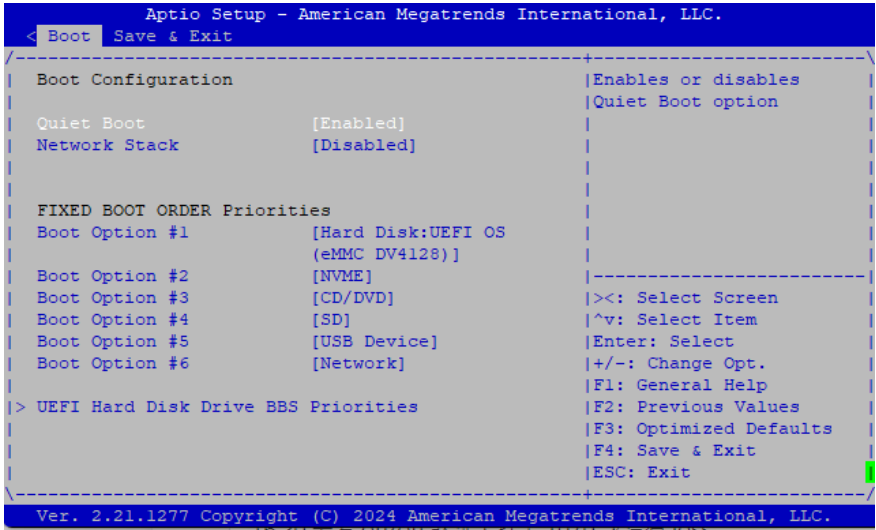 Aptio Setup - American Megatrends International, LLC.
< Boot Save & Exit
/----------------------------------------------------+-------------------------\
| Boot Configuration |Enables or disables |
| |Quiet Boot option |
| Quiet Boot [Enabled] | |
| Network Stack [Disabled] | |
| | |
| | |
| FIXED BOOT ORDER Priorities | |
| Boot Option #1 [Hard Disk:UEFI OS | |
| (eMMC DV4128)] | |
| Boot Option #2 [NVME] |-------------------------|
| Boot Option #3 [CD/DVD] |><: Select Screen |
| Boot Option #4 [SD] |^v: Select Item |
| Boot Option #5 [USB Device] |Enter: Select |
| Boot Option #6 [Network] |+/-: Change Opt. |
| |F1: General Help |
|> UEFI Hard Disk Drive BBS Priorities |F2: Previous Values |
| |F3: Optimized Defaults |
| |F4: Save & Exit |
| |ESC: Exit |
\----------------------------------------------------+-------------------------/
Ver. 2.21.1277 Copyright (C) 2024 American Megatrends International, LLC.